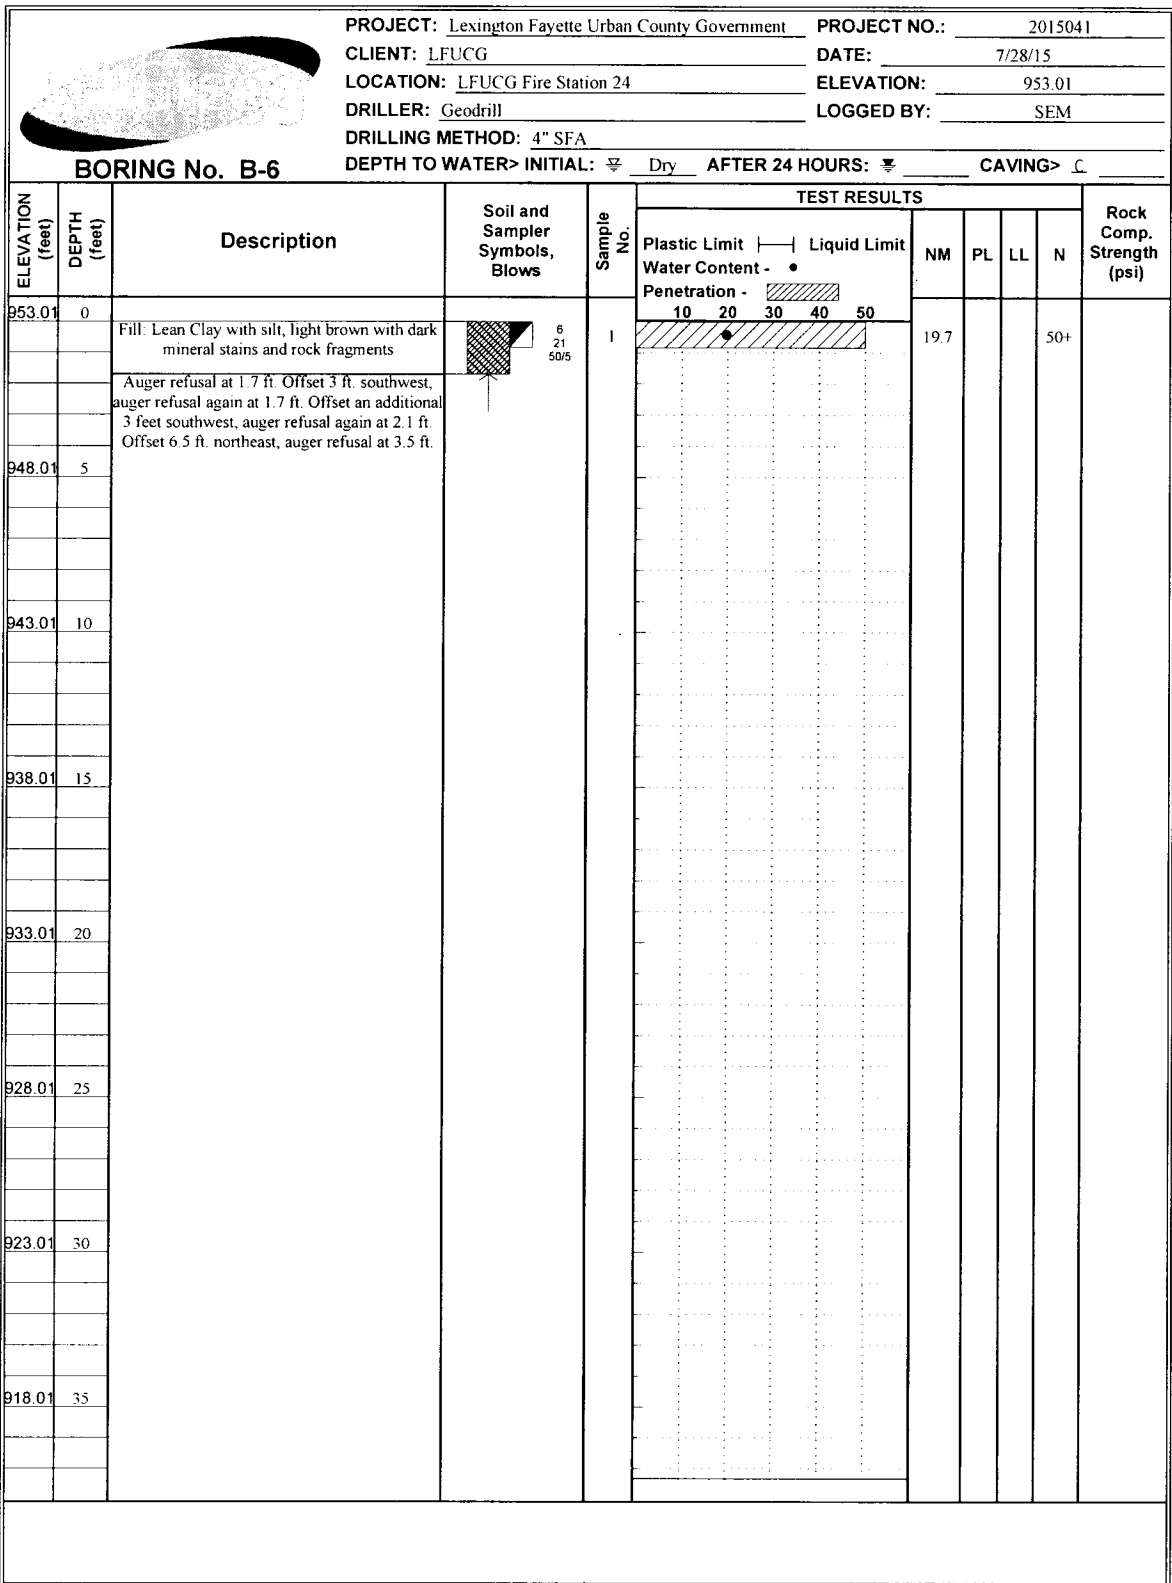 PROJECT: Lexington Fayette Urban County Government PROJECT NO.: 2015041
CLIENT: LFUCG DATE: 7/28/15
LOCATION: LFUCG Fire Station 24 ELEVATION: 953.01
DRILLER: Geodrill LOGGED BY: SEM
DRILLING METHOD: 4" SFA
BORING No. B-6
DEPTH TO WATER> INITIAL: Dry AFTER 24 HOURS: CAVING> C
ELEVATION (feet)
DEPTH (feet)
Description
Soil and Sampler Symbols, Blows
Sample No.
TEST RESULTS
Plastic Limit Liquid Limit
Water Content -
Penetration -
10 20 30 40 50
NM PL LL N
Rock Comp. Strength (psi)
953.01 0
Fill: Lean Clay with silt, light brown with dark
mineral stains and rock fragments
6
21
50/5
1 19.7 50+
Auger refusal at 1.7 ft. Offset 3 ft. southwest,
auger refusal again at 1.7 ft. Offset an additional
3 feet southwest, auger refusal again at 2.1 ft.
Offset 6.5 ft. northeast, auger refusal at 3.5 ft.
948.01 5
943.01 10
938.01 15
933.01 20
928.01 25
923.01 30
918.01 35